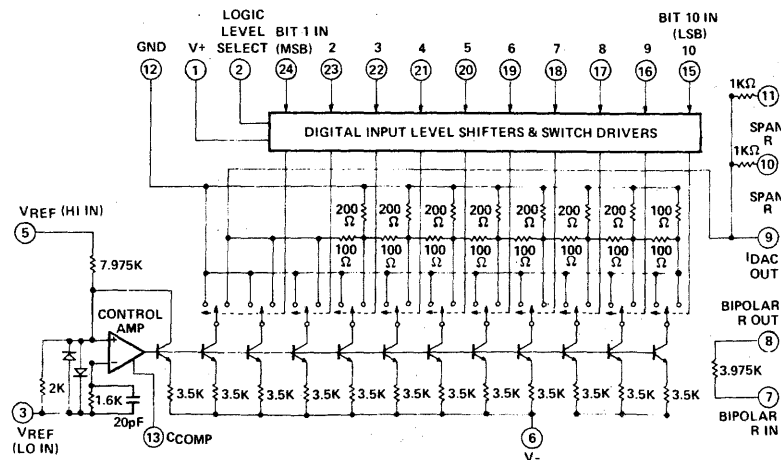 LOGIC
LEVEL
SELECT
GND
V+
BIT 1 IN
(MSB)
2
3
4
5
6
7
8
9
BIT 10 IN
(LSB)
10
12
1
2
24
23
22
21
20
19
18
17
16
15
1KΩ
11
DIGITAL INPUT LEVEL SHIFTERS & SWITCH DRIVERS
SPAN
R
1KΩ
10
SPAN
R
200 Ω
200 Ω
200 Ω
200 Ω
200 Ω
200 Ω
200 Ω
100 Ω
VREF (HI IN)
5
100 Ω
100 Ω
100 Ω
100 Ω
100 Ω
100 Ω
100 Ω
100 Ω
9
IDAC
OUT
7.975K
BIPOLAR
R OUT
CONTROL
AMP
8
+
−
3.975K
2K
1.6K
20pF
3.5K
3.5K
3.5K
3.5K
3.5K
3.5K
3.5K
3.5K
3.5K
3.5K
3.5K
7
BIPOLAR
R IN
3
VREF
(LO IN)
13
CCOMP
6
V−